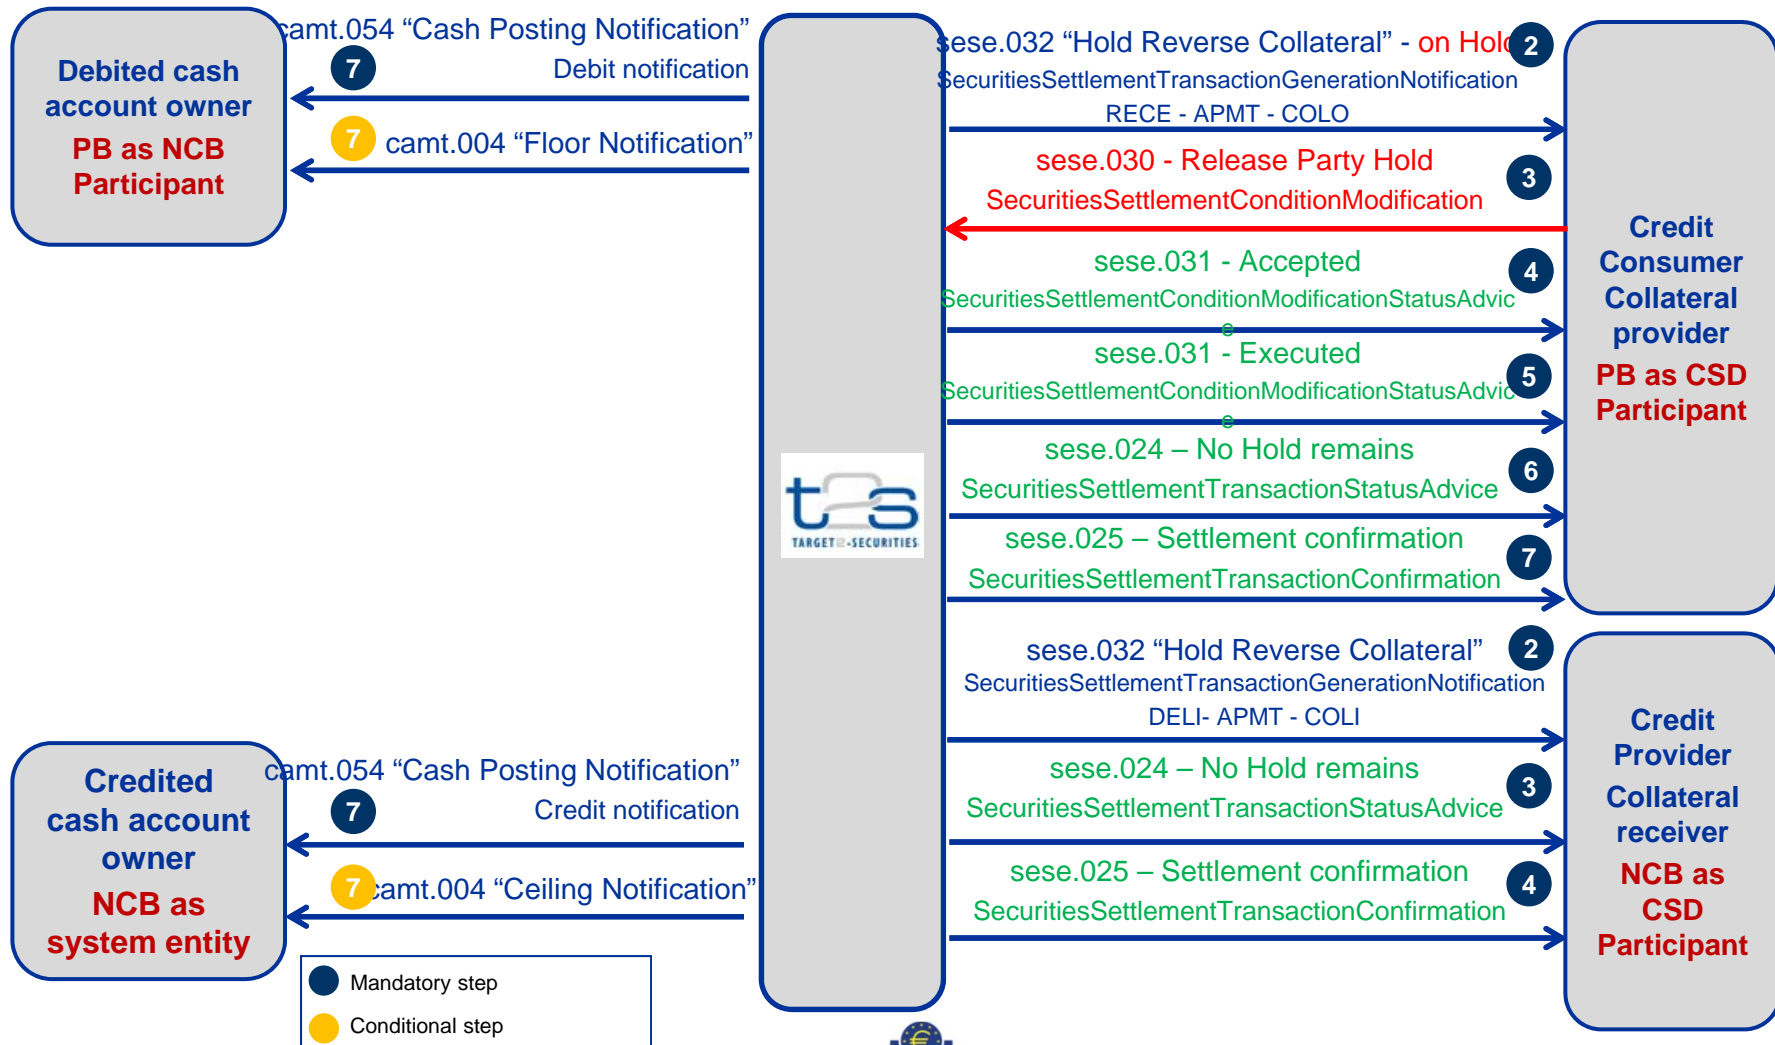 Debited cash
account owner
PB as NCB
Participant
camt.054 “Cash Posting Notification”
7
Debit notification
7
camt.004 “Floor Notification”
sese.032 “Hold Reverse Collateral” - on Hold
2
SecuritiesSettlementTransactionGenerationNotification
RECE - APMT - COLO
sese.030 - Release Party Hold
3
SecuritiesSettlementConditionModification
sese.031 - Accepted
4
SecuritiesSettlementConditionModificationStatusAdvic
e
sese.031 - Executed
5
SecuritiesSettlementConditionModificationStatusAdvic
e
sese.024 – No Hold remains
6
SecuritiesSettlementTransactionStatusAdvice
sese.025 – Settlement confirmation
7
SecuritiesSettlementTransactionConfirmation
Credit
Consumer
Collateral
provider
PB as CSD
Participant
t2s
TARGET2-SECURITIES
sese.032 “Hold Reverse Collateral”
2
SecuritiesSettlementTransactionGenerationNotification
DELI- APMT - COLI
sese.024 – No Hold remains
3
SecuritiesSettlementTransactionStatusAdvice
sese.025 – Settlement confirmation
4
SecuritiesSettlementTransactionConfirmation
Credit
Provider
Collateral
receiver
NCB as
CSD
Participant
Credited
cash account
owner
NCB as
system entity
camt.054 “Cash Posting Notification”
7
Credit notification
7
camt.004 “Ceiling Notification”
Mandatory step
Conditional step
€